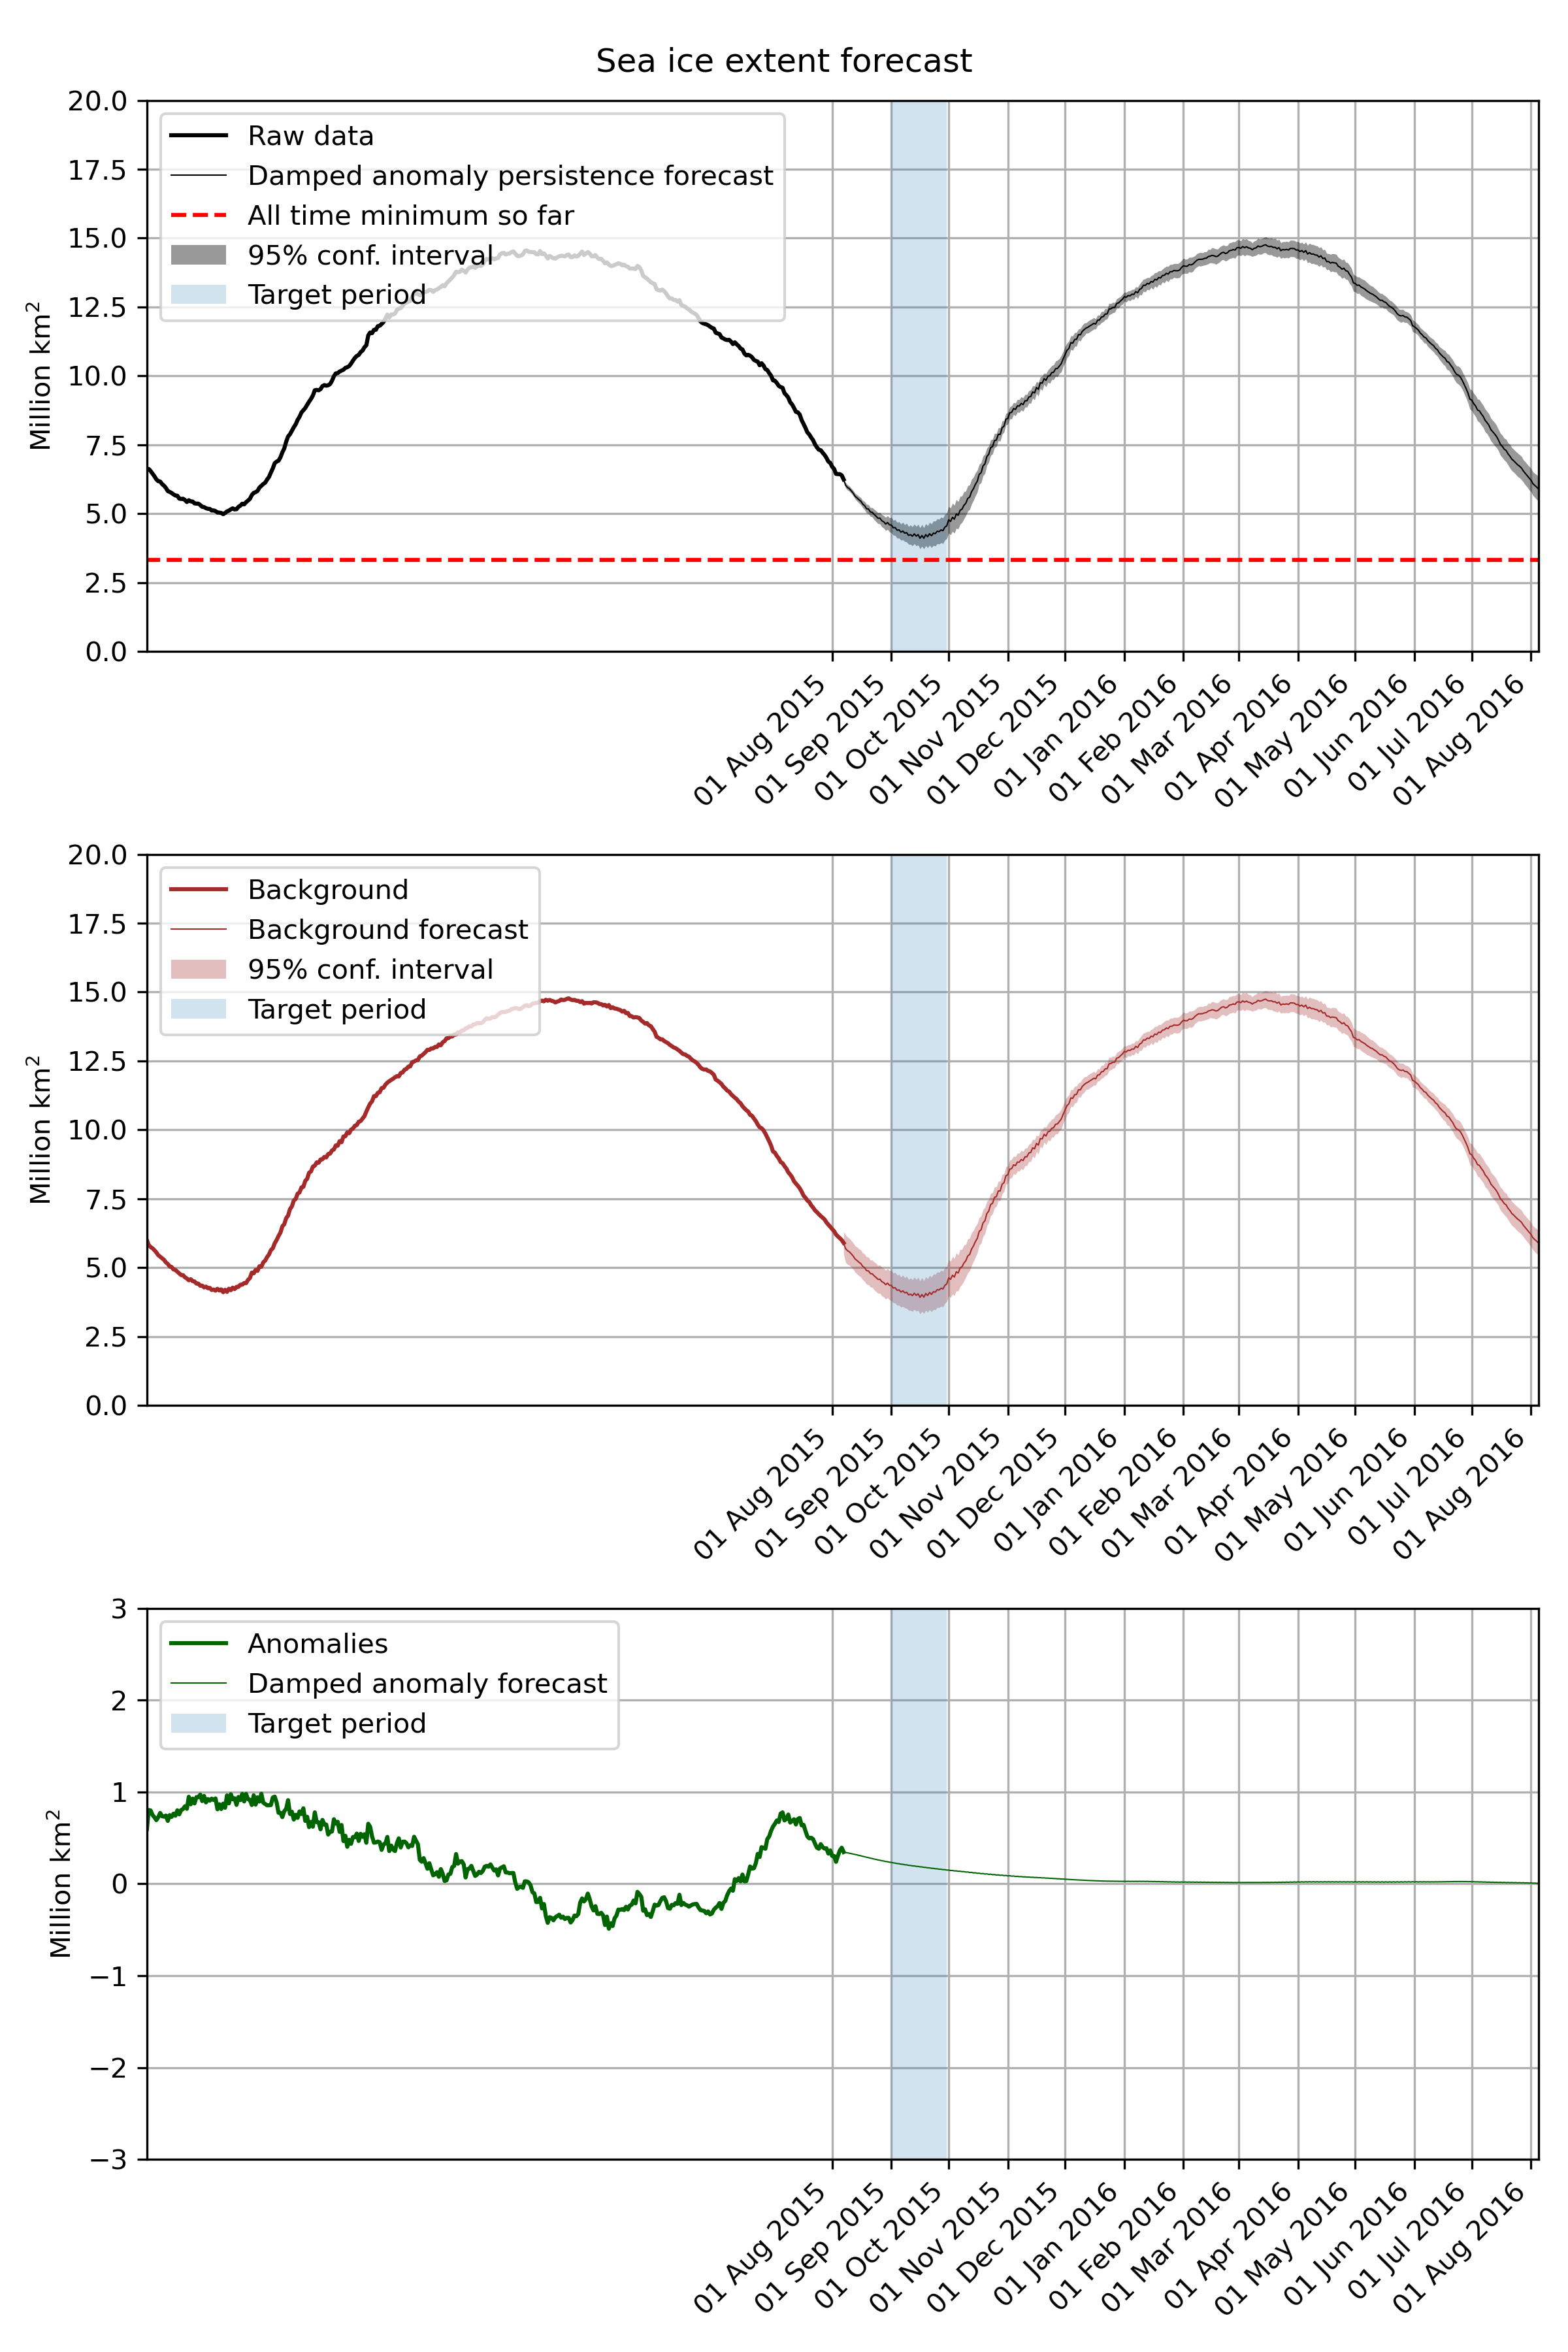 Sea ice extent forecast
20.0
17.5
15.0
12.5
10.0
7.5
5.0
2.5
0.0
Million km²
Raw data
Damped anomaly persistence forecast
All time minimum so far
95% conf. interval
Target period
01 Aug 2015
01 Sep 2015
01 Oct 2015
01 Nov 2015
01 Dec 2015
01 Jan 2016
01 Feb 2016
01 Mar 2016
01 Apr 2016
01 May 2016
01 Jun 2016
01 Jul 2016
01 Aug 2016
20.0
17.5
15.0
12.5
10.0
7.5
5.0
2.5
0.0
Million km²
Background
Background forecast
95% conf. interval
Target period
01 Aug 2015
01 Sep 2015
01 Oct 2015
01 Nov 2015
01 Dec 2015
01 Jan 2016
01 Feb 2016
01 Mar 2016
01 Apr 2016
01 May 2016
01 Jun 2016
01 Jul 2016
01 Aug 2016
3
2
1
0
−1
−2
−3
Million km²
Anomalies
Damped anomaly forecast
Target period
01 Aug 2015
01 Sep 2015
01 Oct 2015
01 Nov 2015
01 Dec 2015
01 Jan 2016
01 Feb 2016
01 Mar 2016
01 Apr 2016
01 May 2016
01 Jun 2016
01 Jul 2016
01 Aug 2016